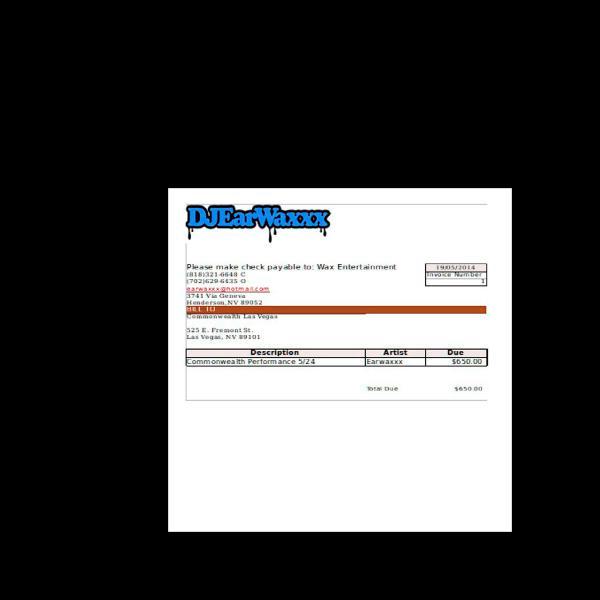 DJEarWaxxx
Please make check payable to: Wax Entertainment
19/05/2014
(818)321-6648 C
Invoice Number
(702)629-6435 O
1
earwaxxx@hotmail.com
3741 Via Geneva
Henderson,NV 89052
BILL TO
Commonwealth Las Vegas
525 E. Fremont St.
Las Vegas, NV 89101
Description Artist Due
Commonwealth Performance 5/24 Earwaxxx $650.00
Total Due $650.00